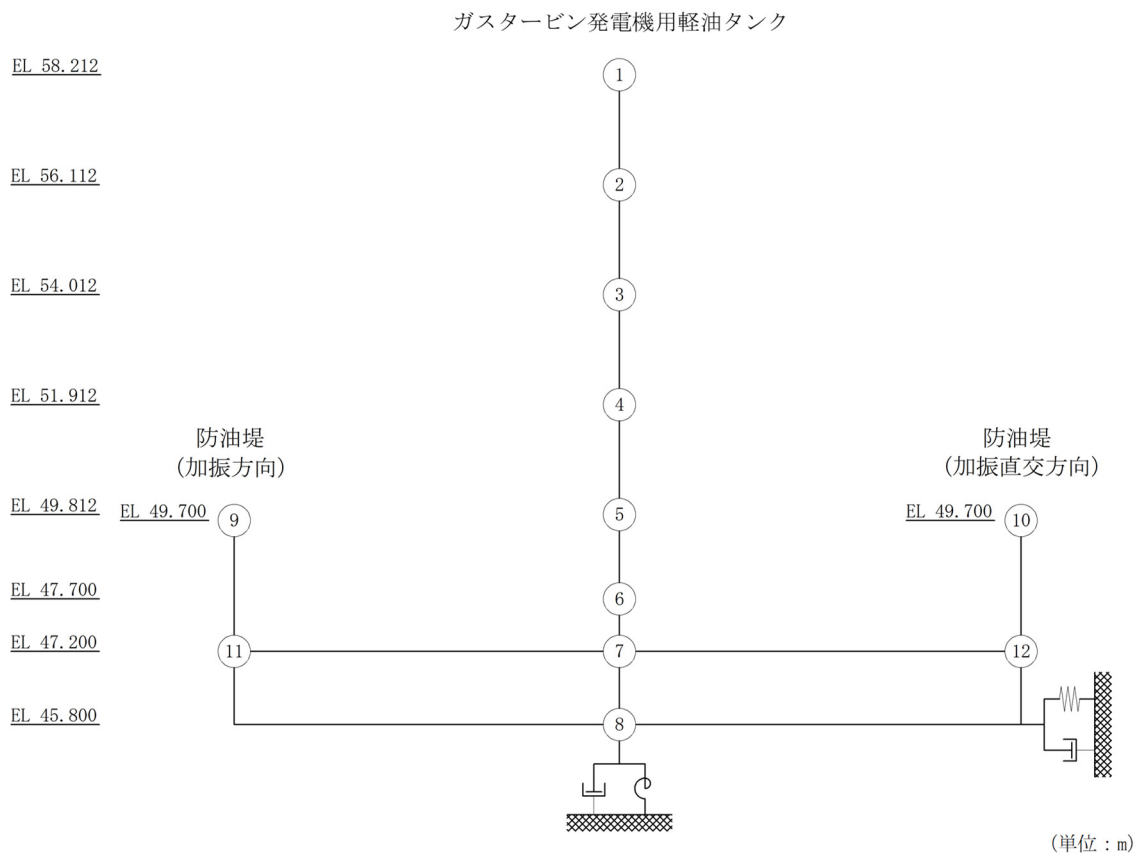 ガスタービン発電機用軽油タンク
EL 58.212
1
EL 56.112
2
EL 54.012
3
EL 51.912
4
防油堤
(加振方向)
防油堤
(加振直交方向)
EL 49.812
EL 49.700
9
5
EL 49.700
10
EL 47.700
6
EL 47.200
11
7
12
EL 45.800
8
(単位:m)